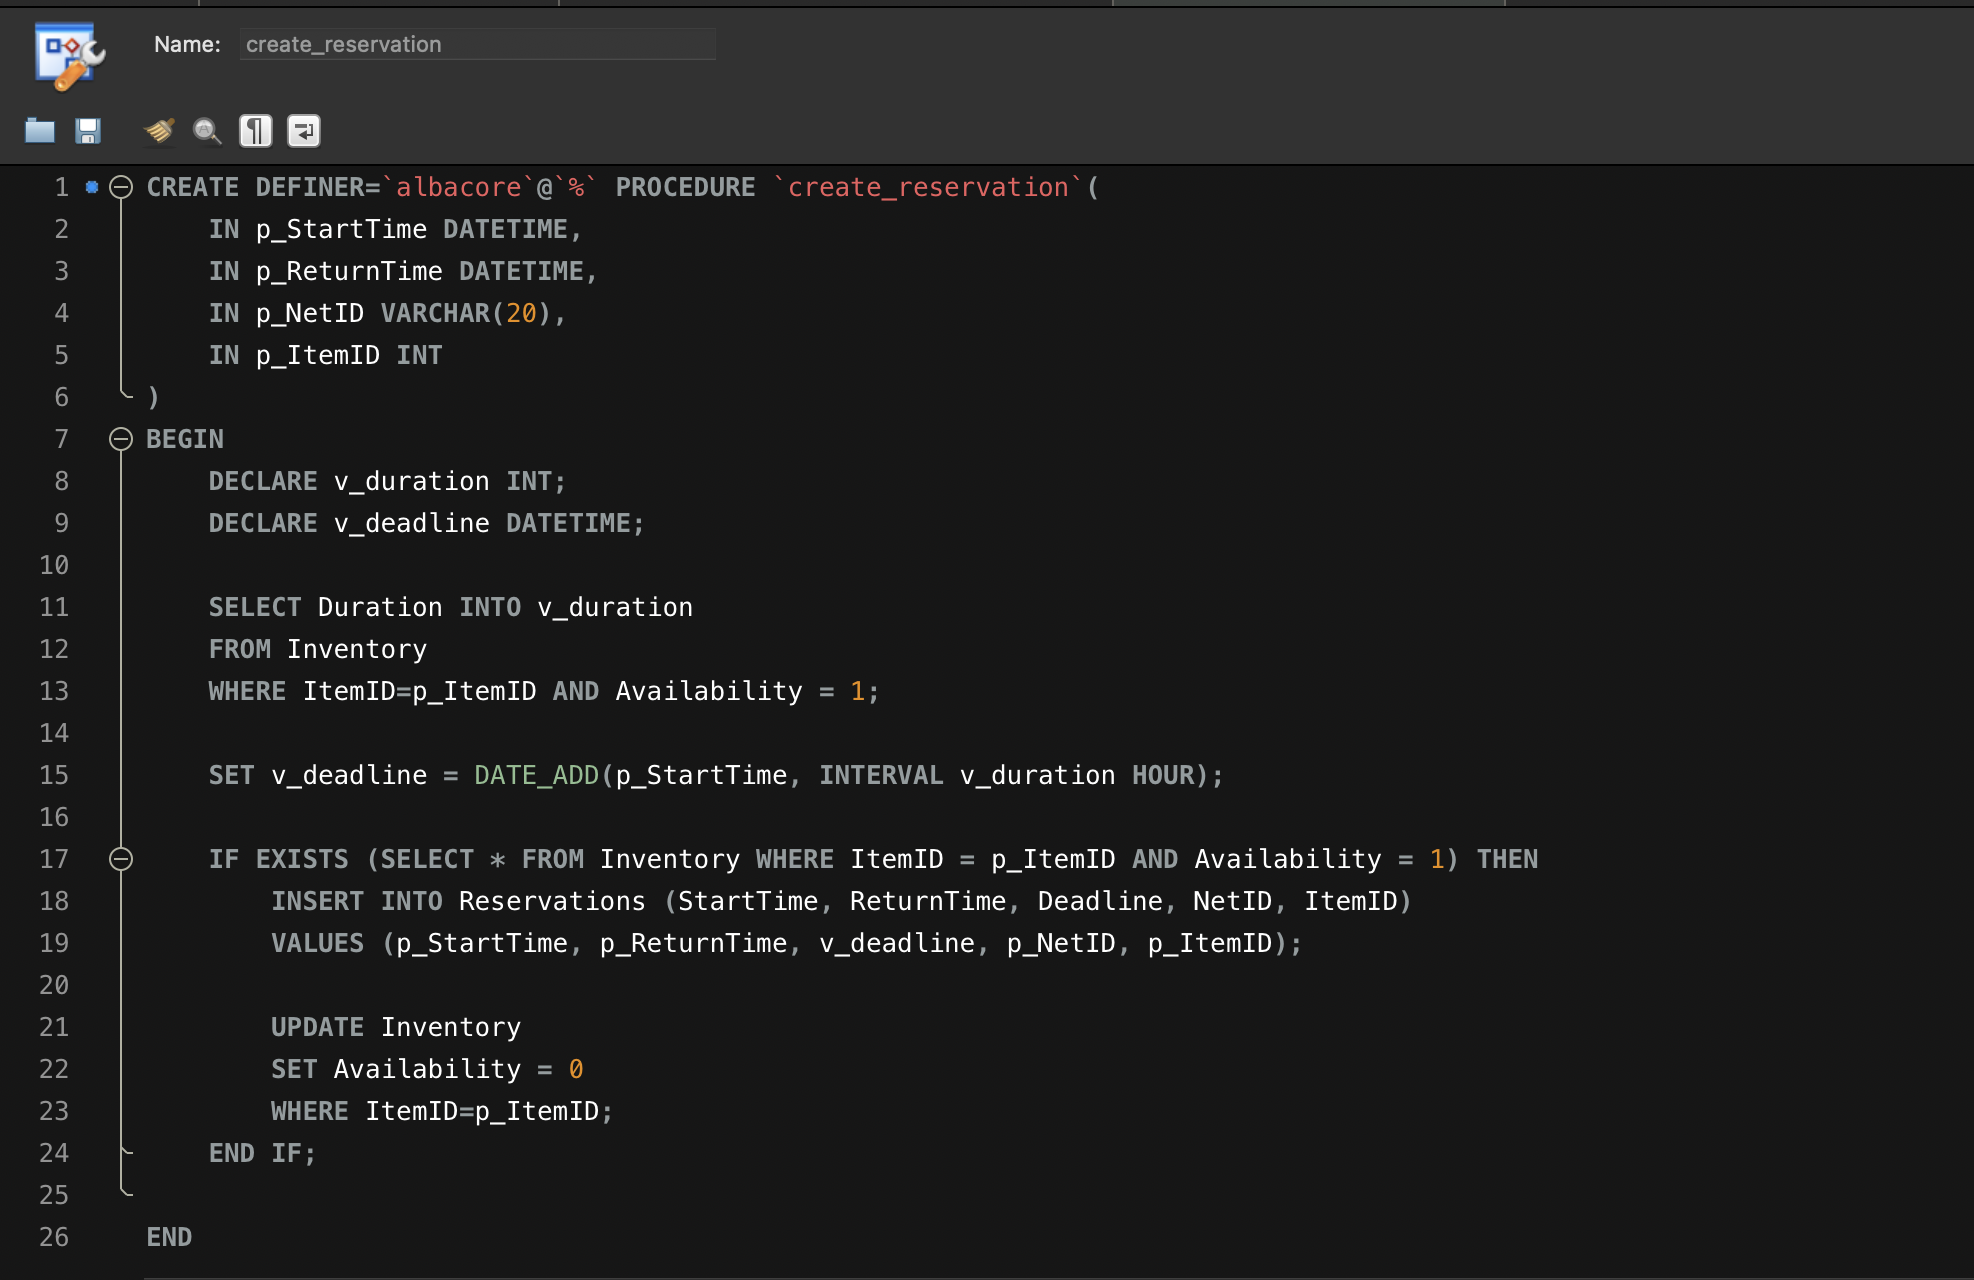 Name: create_reservation
1 CREATE DEFINER=`albacore`@`%` PROCEDURE `create_reservation`(
2 IN p_StartTime DATETIME,
3 IN p_ReturnTime DATETIME,
4 IN p_NetID VARCHAR(20),
5 IN p_ItemID INT
6 )
7 BEGIN
8 DECLARE v_duration INT;
9 DECLARE v_deadline DATETIME;
10
11 SELECT Duration INTO v_duration
12 FROM Inventory
13 WHERE ItemID=p_ItemID AND Availability = 1;
14
15 SET v_deadline = DATE_ADD(p_StartTime, INTERVAL v_duration HOUR);
16
17 IF EXISTS (SELECT * FROM Inventory WHERE ItemID = p_ItemID AND Availability = 1) THEN
18 INSERT INTO Reservations (StartTime, ReturnTime, Deadline, NetID, ItemID)
19 VALUES (p_StartTime, p_ReturnTime, v_deadline, p_NetID, p_ItemID);
20
21 UPDATE Inventory
22 SET Availability = 0
23 WHERE ItemID=p_ItemID;
24 END IF;
25
26 END